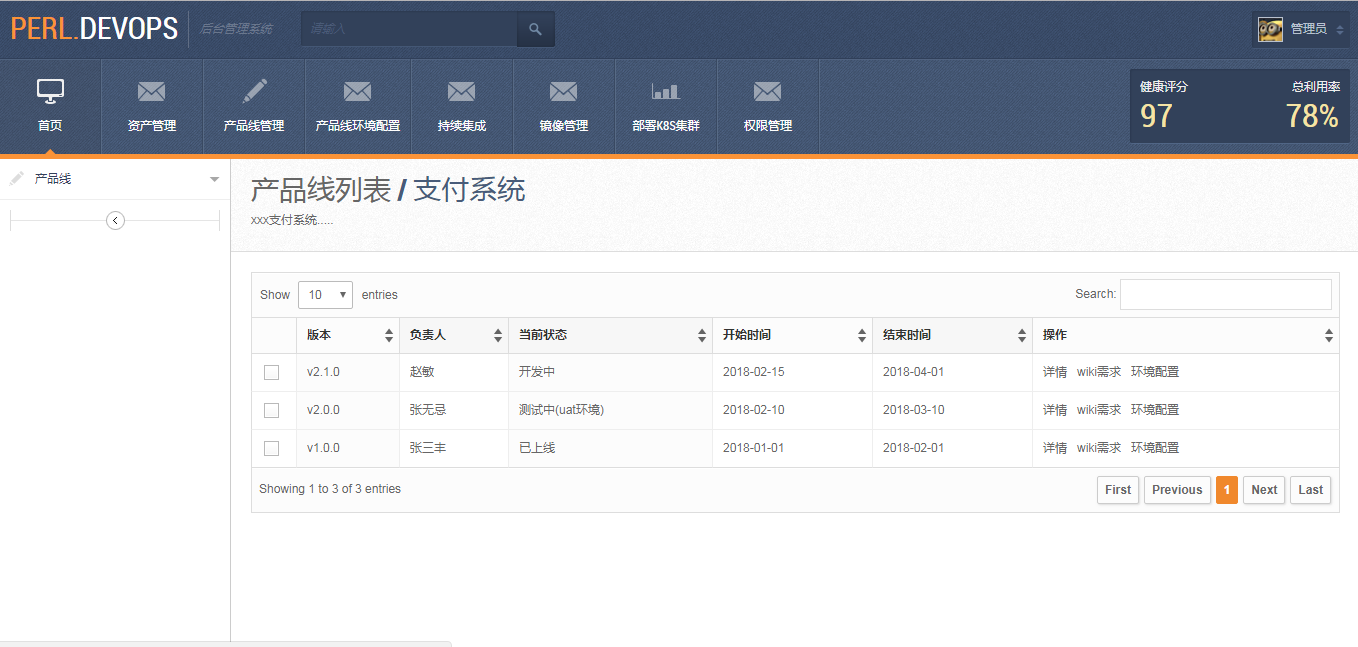 PERL.DEVOPS 后台管理系统 请输入 管理员
首页 资产管理 产品线管理 产品线环境配置 持续集成 镜像管理 部署K8S集群 权限管理
健康评分 总利用率
97 78%
产品线
产品线列表 / 支付系统
xxx支付系统.....
Show 10 entries Search:
版本 负责人 当前状态 开始时间 结束时间 操作
v2.1.0 赵敏 开发中 2018-02-15 2018-04-01 详情 wiki需求 环境配置
v2.0.0 张无忌 测试中(uat环境) 2018-02-10 2018-03-10 详情 wiki需求 环境配置
v1.0.0 张三丰 已上线 2018-01-01 2018-02-01 详情 wiki需求 环境配置
Showing 1 to 3 of 3 entries First Previous 1 Next Last